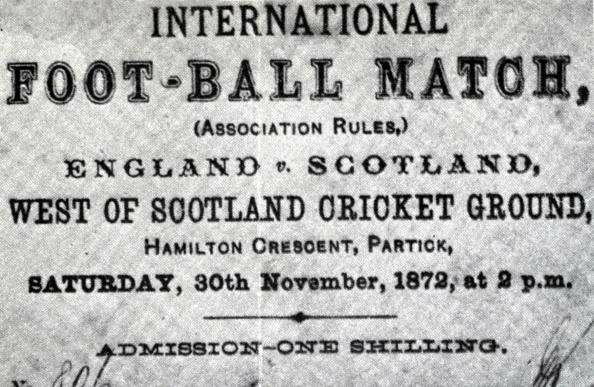 INTERNATIONAL
FOOT-BALL MATCH,
(ASSOCIATION RULES,)
ENGLAND v. SCOTLAND,
WEST OF SCOTLAND CRICKET GROUND,
HAMILTON CRESCENT, PARTICK,
SATURDAY, 30th November, 1872, at 2 p.m.
ADMISSION-ONE SHILLING.